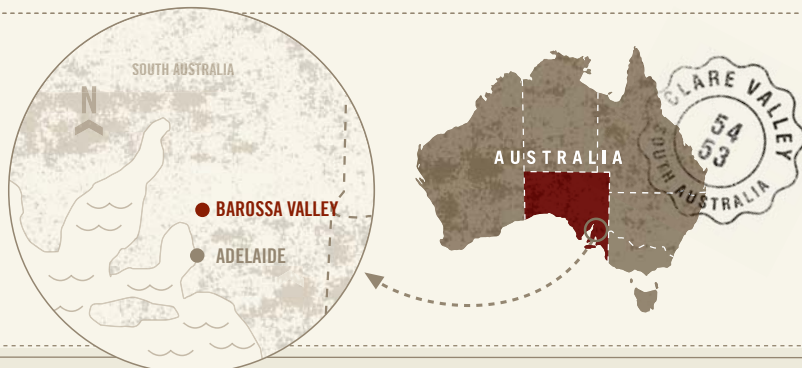 SOUTH AUSTRALIA
N
BAROSSA VALLEY
ADELAIDE
AUSTRALIA
CLARE VALLEY
54
53
SOUTH AUSTRALIA